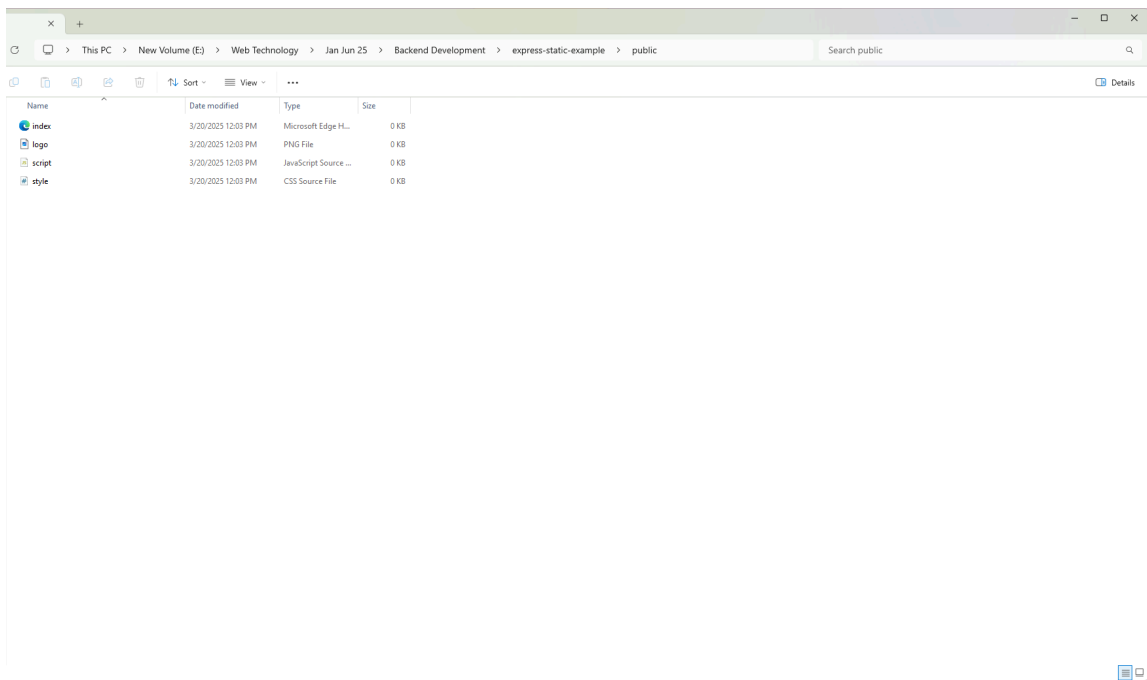 This PC > New Volume (E:) > Web Technology > Jan Jun 25 > Backend Development > express-static-example > public Search public
Sort View ... Details
Name Date modified Type Size
index 3/20/2025 12:03 PM Microsoft Edge H... 0 KB
logo 3/20/2025 12:03 PM PNG File 0 KB
script 3/20/2025 12:03 PM JavaScript Source ... 0 KB
style 3/20/2025 12:03 PM CSS Source File 0 KB